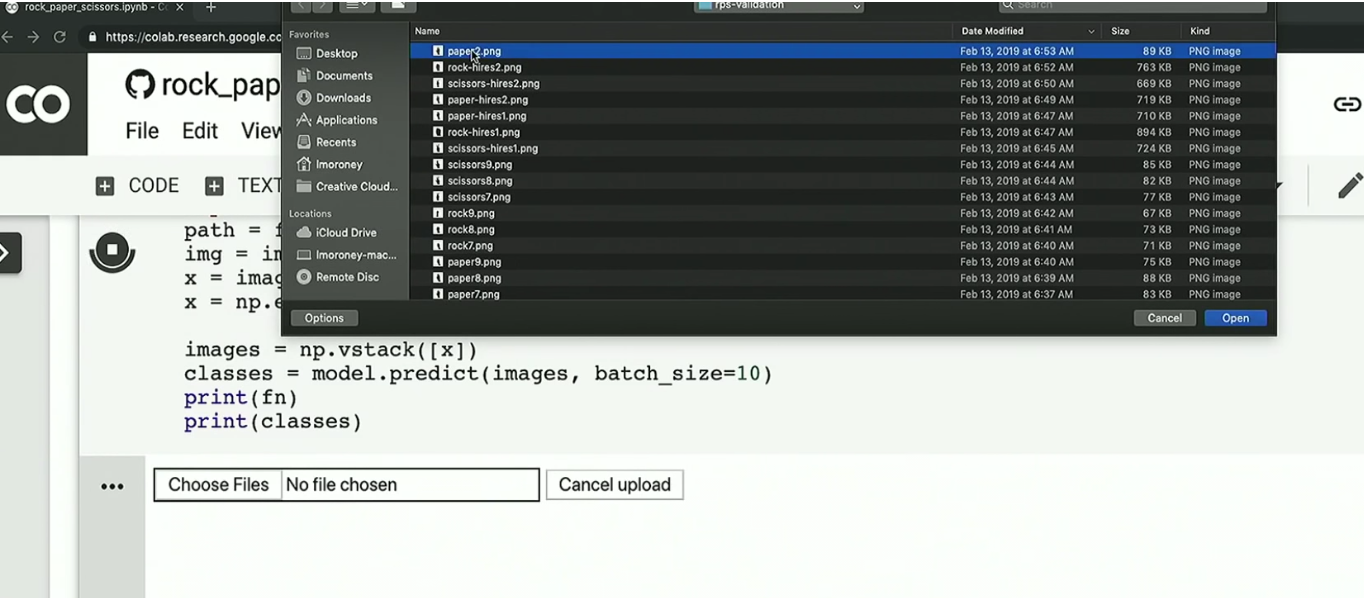 rock_paper_scissors.ipynb - Co
https://colab.research.google.co
rps-validation
Search
CO
rock_pap
File Edit View
CODE TEXT
Favorites
Desktop
Documents
Downloads
Applications
Recents
lmoroney
Creative Cloud...
Locations
iCloud Drive
lmoroney-mac...
Remote Disc
Options
Name Date Modified Size Kind
paper2.png Feb 13, 2019 at 6:53 AM 89 KB PNG image
rock-hires2.png Feb 13, 2019 at 6:52 AM 763 KB PNG image
scissors-hires2.png Feb 13, 2019 at 6:50 AM 669 KB PNG image
paper-hires2.png Feb 13, 2019 at 6:49 AM 719 KB PNG image
paper-hires1.png Feb 13, 2019 at 6:47 AM 710 KB PNG image
rock-hires1.png Feb 13, 2019 at 6:47 AM 894 KB PNG image
scissors-hires1.png Feb 13, 2019 at 6:45 AM 724 KB PNG image
scissors9.png Feb 13, 2019 at 6:44 AM 85 KB PNG image
scissors8.png Feb 13, 2019 at 6:44 AM 82 KB PNG image
scissors7.png Feb 13, 2019 at 6:43 AM 77 KB PNG image
rock9.png Feb 13, 2019 at 6:42 AM 67 KB PNG image
rock8.png Feb 13, 2019 at 6:41 AM 73 KB PNG image
rock7.png Feb 13, 2019 at 6:40 AM 71 KB PNG image
paper9.png Feb 13, 2019 at 6:40 AM 75 KB PNG image
paper8.png Feb 13, 2019 at 6:39 AM 88 KB PNG image
paper7.png Feb 13, 2019 at 6:37 AM 83 KB PNG image
Cancel Open
path = f
img = im
x = imag
x = np.e
images = np.vstack([x])
classes = model.predict(images, batch_size=10)
print(fn)
print(classes)
Choose Files No file chosen Cancel upload